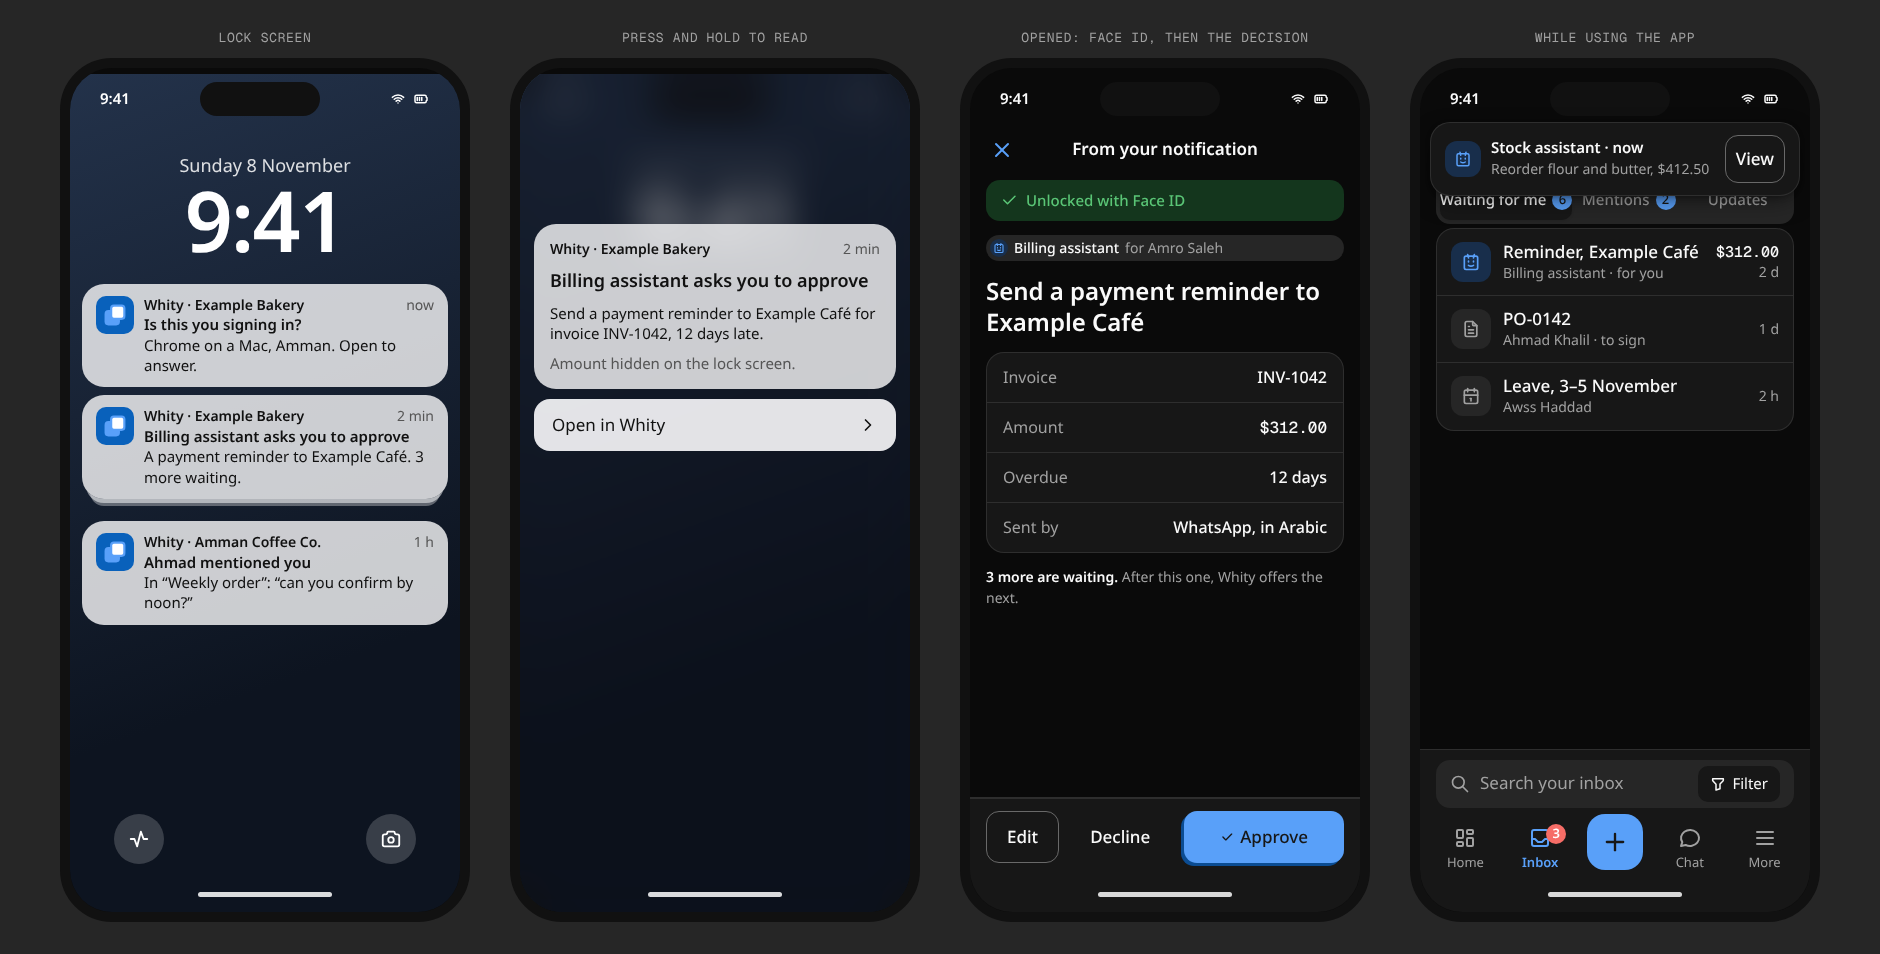 LOCK SCREEN
9:41
Sunday 8 November
9:41
Whity · Example Bakery now
Is this you signing in?
Chrome on a Mac, Amman. Open to
answer.
Whity · Example Bakery 2 min
Billing assistant asks you to approve
A payment reminder to Example Café. 3
more waiting.
Whity · Amman Coffee Co. 1 h
Ahmad mentioned you
In “Weekly order”: “can you confirm by
noon?”
PRESS AND HOLD TO READ
Whity · Example Bakery 2 min
Billing assistant asks you to approve
Send a payment reminder to Example Café for
invoice INV-1042, 12 days late.
Amount hidden on the lock screen.
Open in Whity
OPENED: FACE ID, THEN THE DECISION
9:41
From your notification
Unlocked with Face ID
Billing assistant for Amro Saleh
Send a payment reminder to
Example Café
Invoice INV-1042
Amount $312.00
Overdue 12 days
Sent by WhatsApp, in Arabic
3 more are waiting. After this one, Whity offers the
next.
Edit Decline Approve
WHILE USING THE APP
9:41
Stock assistant · now
Reorder flour and butter, $412.50
View
Waiting for me 6 Mentions 2 Updates
Reminder, Example Café $312.00
Billing assistant · for you 2 d
PO-0142
Ahmad Khalil · to sign 1 d
Leave, 3–5 November
Awss Haddad 2 h
Search your inbox Filter
3
Home Inbox Chat More